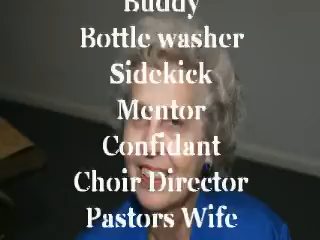 Buddy
Bottle washer
Sidekick
Mentor
Confidant
Choir Director
Pastors Wife